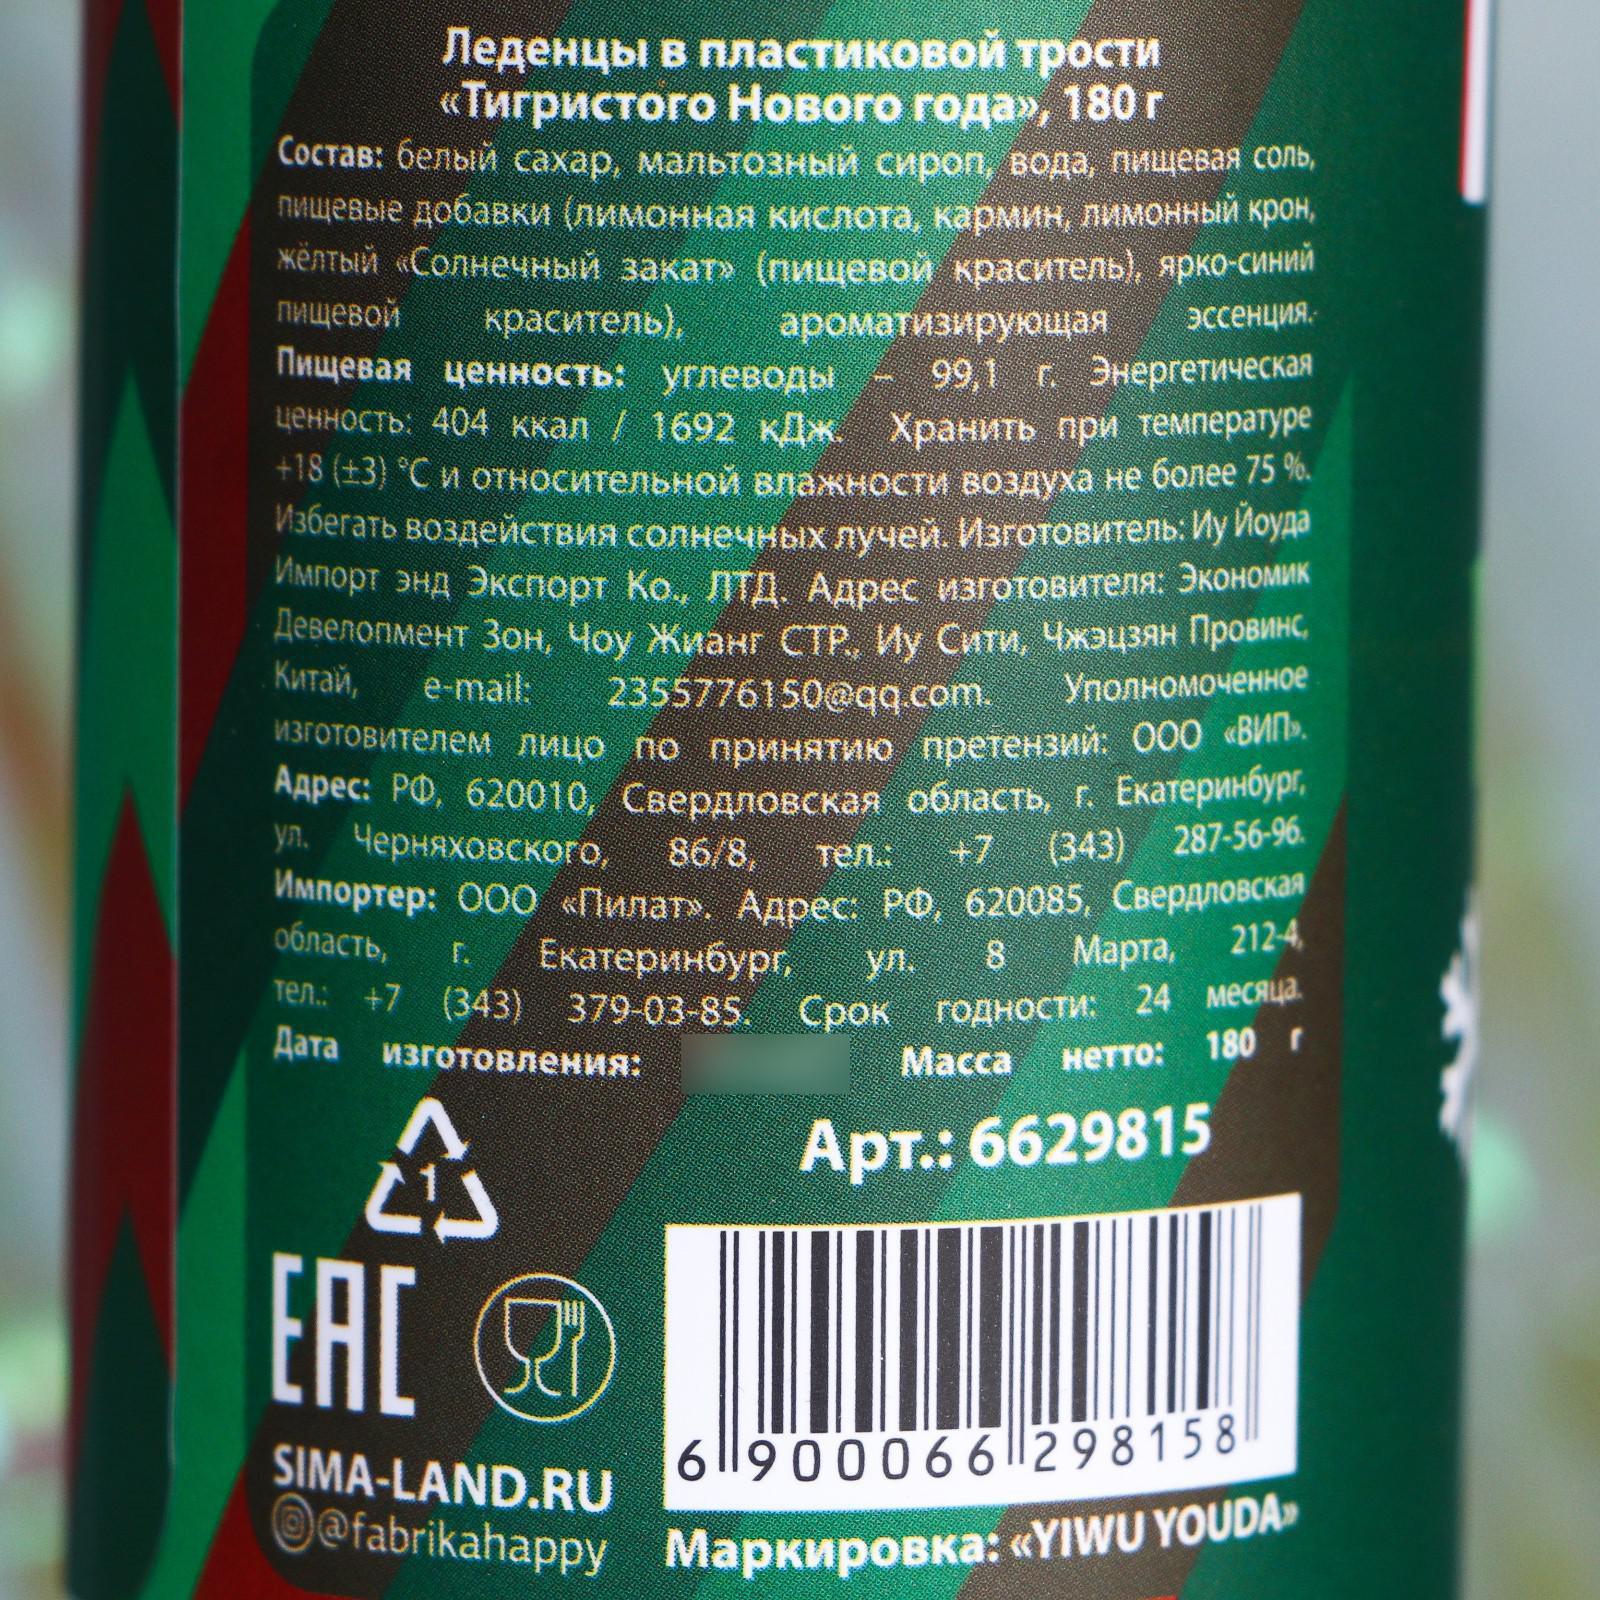 Леденцы в пластиковой трости
«Тигристого Нового года», 180 г
Состав: белый сахар, мальтозный сироп, вода, пищевая соль,
пищевые добавки (лимонная кислота, кармин, лимонный крон,
жёлтый «Солнечный закат» (пищевой краситель), ярко-синий
пищевой краситель), ароматизирующая эссенция.
Пищевая ценность: углеводы – 99,1 г. Энергетическая
ценность: 404 ккал / 1692 кДж. Хранить при температуре
+18 (±3) °С и относительной влажности воздуха не более 75 %.
Избегать воздействия солнечных лучей. Изготовитель: Иу Йоуда
Импорт энд Экспорт Ко., ЛТД. Адрес изготовителя: Экономик
Девелопмент Зон, Чоу Жианг СТР., Иу Сити, Чжэцзян Провинс,
Китай, e-mail: 2355776150@qq.com. Уполномоченное
изготовителем лицо по принятию претензий: ООО «ВИП».
Адрес: РФ, 620010, Свердловская область, г. Екатеринбург,
ул. Черняховского, 86/8, тел.: +7 (343) 287-56-96.
Импортер: ООО «Пилат». Адрес: РФ, 620085, Свердловская
область, г. Екатеринбург, ул. 8 Марта, 212-4,
тел.: +7 (343) 379-03-85. Срок годности: 24 месяца.
Дата изготовления: Масса нетто: 180 г
Арт.: 6629815
1
EAC
6 900066 298158
SIMA-LAND.RU
@fabrikahappy
Маркировка: «YIWU YOUDA»